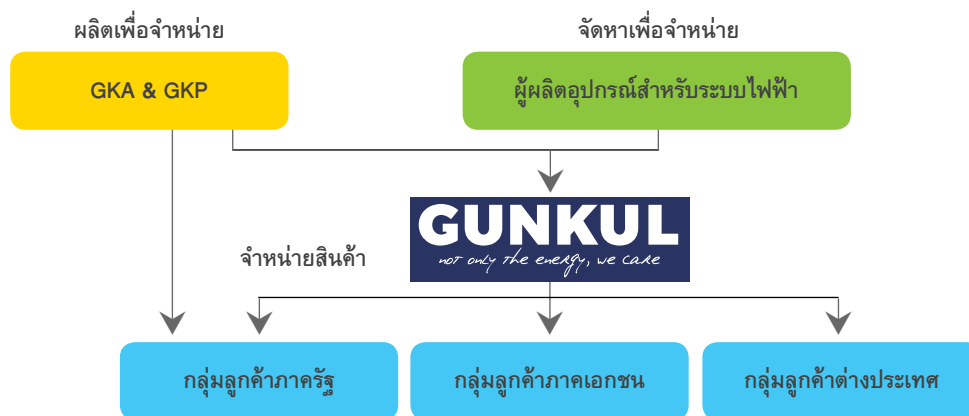 ผลิตเพื่อจำหน่าย
จัดหาเพื่อจำหน่าย
GKA & GKP
ผู้ผลิตอุปกรณ์สำหรับระบบไฟฟ้า
GUNKUL
not only the energy, we care
จำหน่ายสินค้า
กลุ่มลูกค้าภาครัฐ
กลุ่มลูกค้าภาคเอกชน
กลุ่มลูกค้าต่างประเทศ